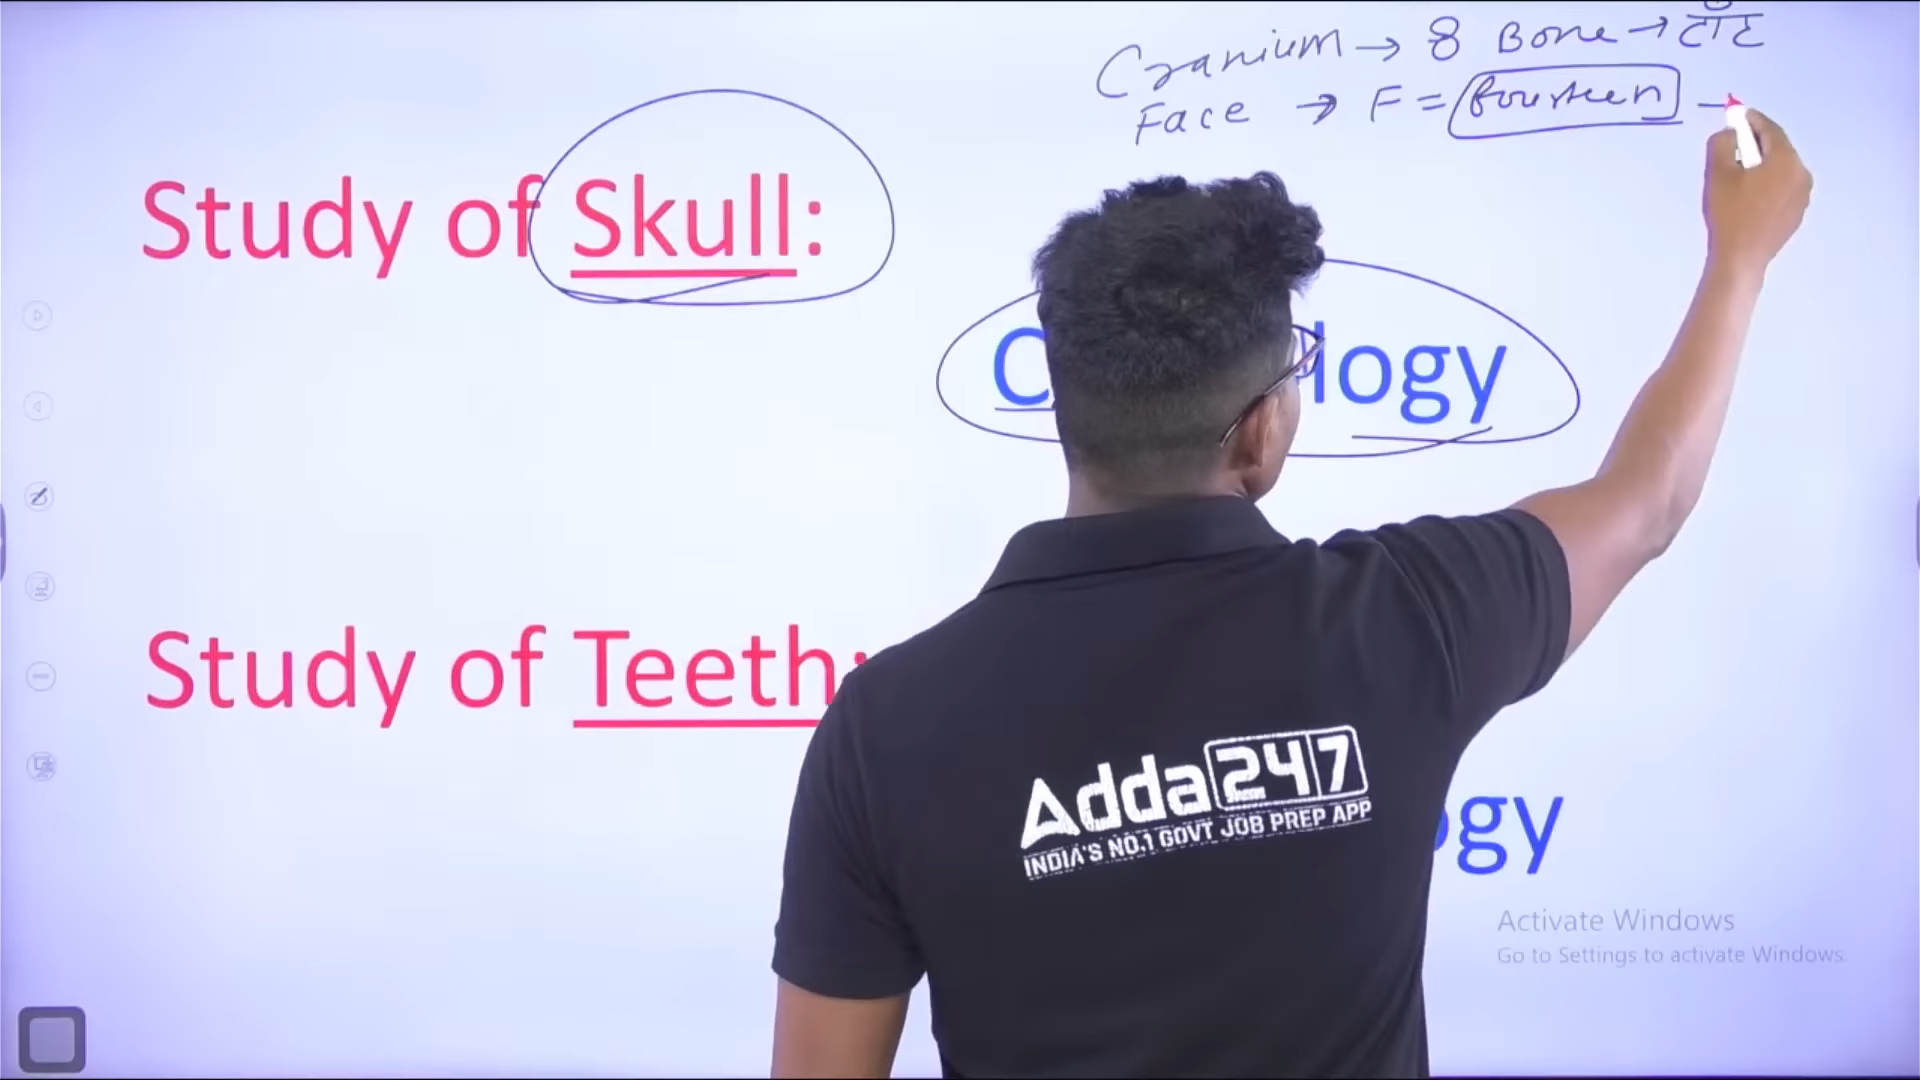 Cranium → 8 Bone → टांट
Face → F = fourteen →
Study of Skull:
C logy
Study of Teeth:
Adda247
INDIA'S NO.1 GOVT JOB PREP APP
ogy
Activate Windows
Go to Settings to activate Windows.